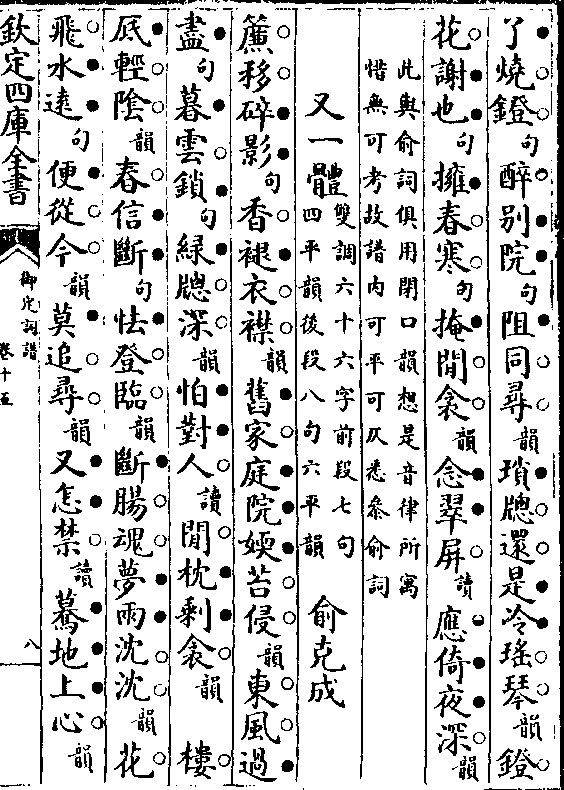 了燒鐙句醉别院句阻同尋韻瑣牕還是冷瑤琴韻鐙
花謝也句擁春寒句掩閒衾韻念翠屏讀應倚夜深韻
此與俞詞俱用閉口韻想是音律所寓
惜無可考故譜内可平可仄悉叅俞詞
又一體雙調六十六字前段七句四平韻後段八句六平韻 俞克成
簾移碎影句香褪衣襟韻舊家庭院嫩苔侵韻東風過
盡句暮雲鎖句綠牕深韻怕對人讀閒枕剩衾韻 樓
底輕陰韻春信斷句怯登臨韻斷腸魂夢兩沈沈韻花
飛水遠句便從今韻莫追尋韻又怎禁讀驀地上心韻
欽定四庫全書
御定詞譜
卷十五
八